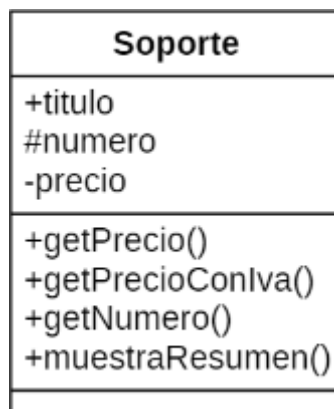 Soporte
+titulo
#numero
-precio
+getPrecio()
+getPrecioConIva()
+getNumero()
+muestraResumen()